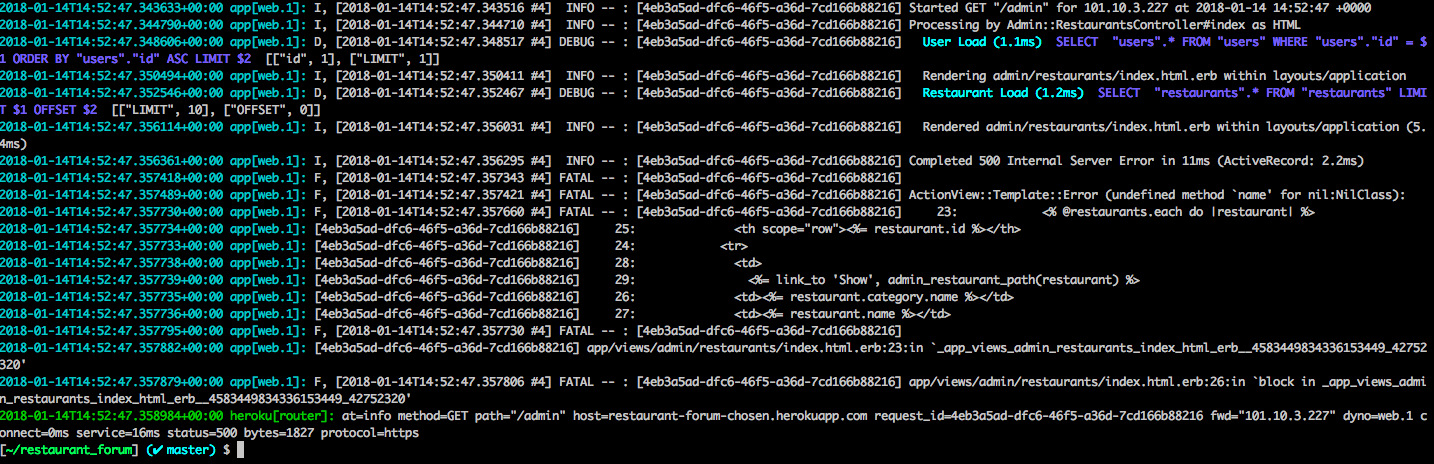 2018-01-14T14:52:47.343633+00:00 app[web.1]: I, [2018-01-14T14:52:47.343516 #4]  INFO -- : [4eb3a5ad-dfc6-46f5-a36d-7cd166b88216] Started GET "/admin" for 101.10.3.227 at 2018-01-14 14:52:47 +0000
2018-01-14T14:52:47.344790+00:00 app[web.1]: I, [2018-01-14T14:52:47.344710 #4]  INFO -- : [4eb3a5ad-dfc6-46f5-a36d-7cd166b88216] Processing by Admin::RestaurantsController#index as HTML
2018-01-14T14:52:47.348606+00:00 app[web.1]: D, [2018-01-14T14:52:47.348517 #4] DEBUG -- : [4eb3a5ad-dfc6-46f5-a36d-7cd166b88216]   User Load (1.1ms)  SELECT  "users".* FROM "users" WHERE "users"."id" = $
1 ORDER BY "users"."id" ASC LIMIT $2  [["id", 1], ["LIMIT", 1]]
2018-01-14T14:52:47.350494+00:00 app[web.1]: I, [2018-01-14T14:52:47.350411 #4]  INFO -- : [4eb3a5ad-dfc6-46f5-a36d-7cd166b88216]   Rendering admin/restaurants/index.html.erb within layouts/application
2018-01-14T14:52:47.352546+00:00 app[web.1]: D, [2018-01-14T14:52:47.352467 #4] DEBUG -- : [4eb3a5ad-dfc6-46f5-a36d-7cd166b88216]   Restaurant Load (1.2ms)  SELECT  "restaurants".* FROM "restaurants" LIMI
T $1 OFFSET $2  [["LIMIT", 10], ["OFFSET", 0]]
2018-01-14T14:52:47.356114+00:00 app[web.1]: I, [2018-01-14T14:52:47.356031 #4]  INFO -- : [4eb3a5ad-dfc6-46f5-a36d-7cd166b88216]   Rendered admin/restaurants/index.html.erb within layouts/application (5.
4ms)
2018-01-14T14:52:47.356361+00:00 app[web.1]: I, [2018-01-14T14:52:47.356295 #4]  INFO -- : [4eb3a5ad-dfc6-46f5-a36d-7cd166b88216] Completed 500 Internal Server Error in 11ms (ActiveRecord: 2.2ms)
2018-01-14T14:52:47.357418+00:00 app[web.1]: F, [2018-01-14T14:52:47.357343 #4] FATAL -- : [4eb3a5ad-dfc6-46f5-a36d-7cd166b88216]
2018-01-14T14:52:47.357489+00:00 app[web.1]: F, [2018-01-14T14:52:47.357421 #4] FATAL -- : [4eb3a5ad-dfc6-46f5-a36d-7cd166b88216] ActionView::Template::Error (undefined method `name' for nil:NilClass):
2018-01-14T14:52:47.357730+00:00 app[web.1]: F, [2018-01-14T14:52:47.357660 #4] FATAL -- : [4eb3a5ad-dfc6-46f5-a36d-7cd166b88216]     23:            <% @restaurants.each do |restaurant| %>
2018-01-14T14:52:47.357734+00:00 app[web.1]: [4eb3a5ad-dfc6-46f5-a36d-7cd166b88216]     25:              <th scope="row"><%= restaurant.id %></th>
2018-01-14T14:52:47.357733+00:00 app[web.1]: [4eb3a5ad-dfc6-46f5-a36d-7cd166b88216]     24:            <tr>
2018-01-14T14:52:47.357738+00:00 app[web.1]: [4eb3a5ad-dfc6-46f5-a36d-7cd166b88216]     28:              <td>
2018-01-14T14:52:47.357739+00:00 app[web.1]: [4eb3a5ad-dfc6-46f5-a36d-7cd166b88216]     29:                <%= link_to 'Show', admin_restaurant_path(restaurant) %>
2018-01-14T14:52:47.357735+00:00 app[web.1]: [4eb3a5ad-dfc6-46f5-a36d-7cd166b88216]     26:              <td><%= restaurant.category.name %></td>
2018-01-14T14:52:47.357736+00:00 app[web.1]: [4eb3a5ad-dfc6-46f5-a36d-7cd166b88216]     27:              <td><%= restaurant.name %></td>
2018-01-14T14:52:47.357795+00:00 app[web.1]: F, [2018-01-14T14:52:47.357730 #4] FATAL -- : [4eb3a5ad-dfc6-46f5-a36d-7cd166b88216]
2018-01-14T14:52:47.357882+00:00 app[web.1]: [4eb3a5ad-dfc6-46f5-a36d-7cd166b88216] app/views/admin/restaurants/index.html.erb:23:in `_app_views_admin_restaurants_index_html_erb__4583449834336153449_42752
320'
2018-01-14T14:52:47.357879+00:00 app[web.1]: F, [2018-01-14T14:52:47.357806 #4] FATAL -- : [4eb3a5ad-dfc6-46f5-a36d-7cd166b88216] app/views/admin/restaurants/index.html.erb:26:in `block in _app_views_admi
n_restaurants_index_html_erb__4583449834336153449_42752320'
2018-01-14T14:52:47.358984+00:00 heroku[router]: at=info method=GET path="/admin" host=restaurant-forum-chosen.herokuapp.com request_id=4eb3a5ad-dfc6-46f5-a36d-7cd166b88216 fwd="101.10.3.227" dyno=web.1 c
onnect=0ms service=16ms status=500 bytes=1827 protocol=https
[~/restaurant_forum] (✔ master) $